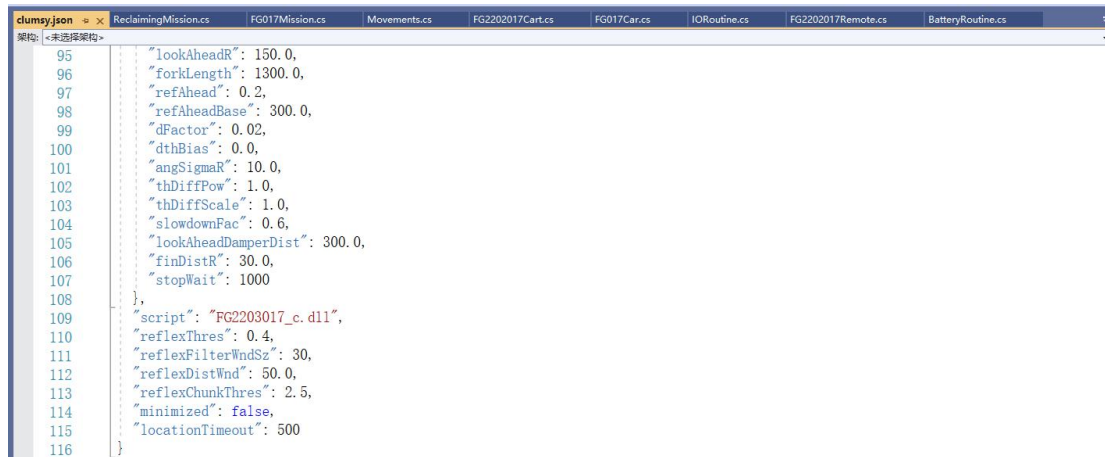 clumsy.json ReclaimingMission.cs FG017Mission.cs Movements.cs FG2202017Cart.cs FG017Car.cs IORoutine.cs FG2202017Remote.cs BatteryRoutine.cs
架构: <未选择架构>
95 "lookAheadR": 150.0,
96 "forkLength": 1300.0,
97 "refAhead": 0.2,
98 "refAheadBase": 300.0,
99 "dFactor": 0.02,
100 "dthBias": 0.0,
101 "angSigmaR": 10.0,
102 "thDiffPow": 1.0,
103 "thDiffScale": 1.0,
104 "slowdownFac": 0.6,
105 "lookAheadDamperDist": 300.0,
106 "finDistR": 30.0,
107 "stopWait": 1000
108 },
109 "script": "FG2203017_c.dll",
110 "reflexThres": 0.4,
111 "reflexFilterWndSz": 30,
112 "reflexDistWnd": 50.0,
113 "reflexChunkThres": 2.5,
114 "minimized": false,
115 "locationTimeout": 500
116 }